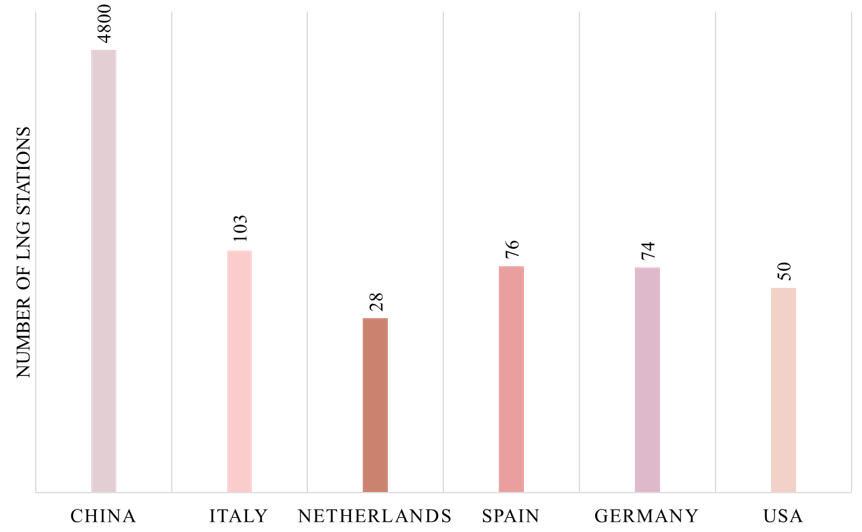 NUMBER OF LNG STATIONS
4800
103
28
76
74
50
CHINA
ITALY
NETHERLANDS
SPAIN
GERMANY
USA